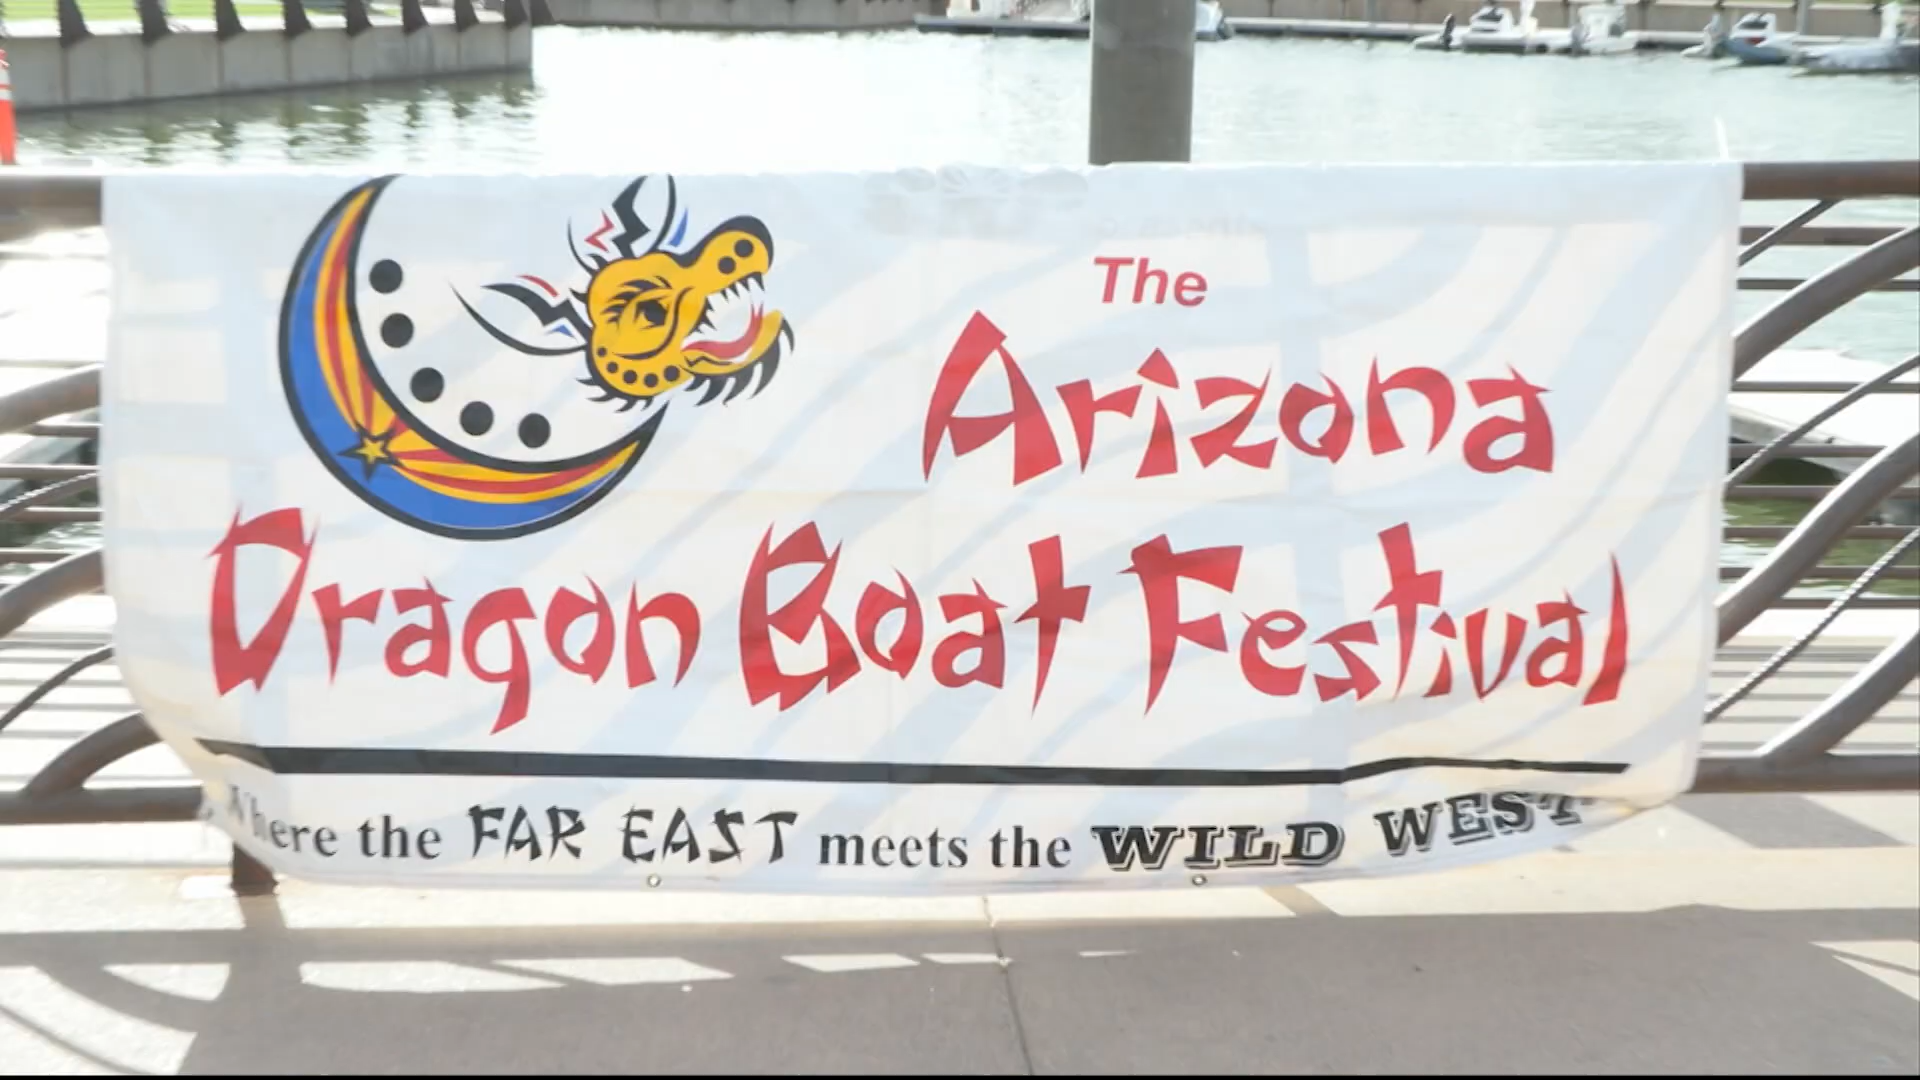 The
Arizona
Dragon Boat Festival
Where the FAR EAST meets the WILD WEST